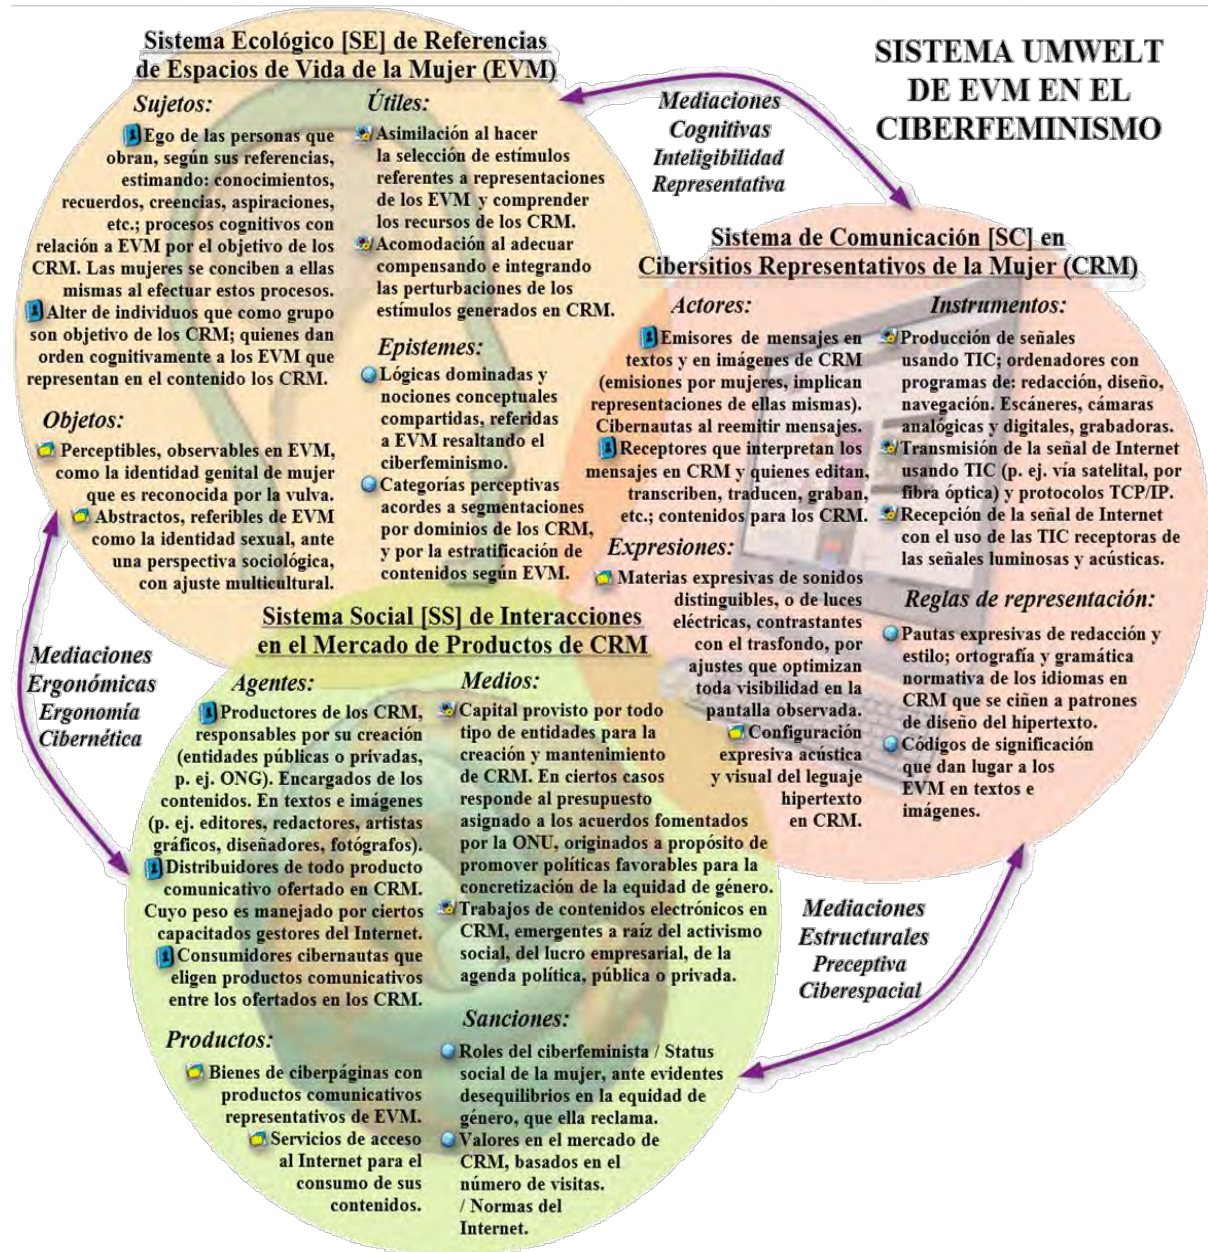 Sistema Ecológico [SE] de Referencias
de Espacios de Vida de la Mujer (EVM)
Sujetos:
Ego de las personas que
obran, según sus referencias,
estimando: conocimientos,
recuerdos, creencias, aspiraciones,
etc.; procesos cognitivos con
relación a EVM por el objetivo de los
CRM. Las mujeres se conciben a ellas
mismas al efectuar estos procesos.
Alter de individuos que como grupo
son objetivo de los CRM; quienes dan
orden cognitivamente a los EVM que
representan en el contenido los CRM.
Objetos:
Perceptibles, observables en EVM,
como la identidad genital de mujer
que es reconocida por la vulva.
Abstractos, referibles de EVM
como la identidad sexual, ante
una perspectiva sociológica,
con ajuste multicultural.
Útiles:
Asimilación al hacer
la selección de estímulos
referentes a representaciones
de los EVM y comprender
los recursos de los CRM.
Acomodación al adecuar
compensando e integrando
las perturbaciones de los
estímulos generados en CRM.
Epistemes:
Lógicas dominadas y
nociones conceptuales
compartidas, referidas
a EVM resaltando el
ciberfeminismo.
Categorías perceptivas
acordes a segmentaciones
por dominios de los CRM,
y por la estratificación de
contenidos según EVM.
Mediaciones
Cognitivas
Inteligibilidad
Representativa
SISTEMA UMWELT
DE EVM EN EL
CIBERFEMINISMO
Sistema de Comunicación [SC] en
Cibersitios Representativos de la Mujer (CRM)
Actores:
Emisores de mensajes en
textos y en imágenes de CRM
(emisiones por mujeres, implican
representaciones de ellas mismas).
Cibernautas al reemitir mensajes.
Receptores que interpretan los
mensajes en CRM y quienes editan,
transcriben, traducen, graban,
etc.; contenidos para los CRM.
Expresiones:
Materias expresivas de sonidos
distinguibles, o de luces
eléctricas, contrastantes
con el trasfondo, por
ajustes que optimizan
toda visibilidad en la
pantalla observada.
Configuración
expresiva acústica
y visual del leguaje
hipertexto
en CRM.
Instrumentos:
Producción de señales
usando TIC; ordenadores con
programas de: redacción, diseño,
navegación. Escáneres, cámaras
analógicas y digitales, grabadoras.
Transmisión de la señal de Internet
usando TIC (p. ej. vía satelital, por
fibra óptica) y protocolos TCP/IP.
Recepción de la señal de Internet
con el uso de las TIC receptoras de
las señales luminosas y acústicas.
Reglas de representación:
Pautas expresivas de redacción y
estilo; ortografía y gramática
normativa de los idiomas en
CRM que se ciñen a patrones
de diseño del hipertexto.
Códigos de significación
que dan lugar a los
EVM en textos e
imágenes.
Mediaciones
Ergonómicas
Ergonomía
Cibernética
Sistema Social [SS] de Interacciones
en el Mercado de Productos de CRM
Agentes:
Productores de los CRM,
responsables por su creación
(entidades públicas o privadas,
p. ej. ONG). Encargados de los
contenidos. En textos e imágenes
(p. ej. editores, redactores, artistas
gráficos, diseñadores, fotógrafos).
Distribuidores de todo producto
comunicativo ofertado en CRM.
Cuyo peso es manejado por ciertos
capacitados gestores del Internet.
Consumidores cibernautas que
eligen productos comunicativos
entre los ofertados en los CRM.
Productos:
Bienes de ciberpáginas con
productos comunicativos
representativos de EVM.
Servicios de acceso
al Internet para el
consumo de sus
contenidos.
Medios:
Capital provisto por todo
tipo de entidades para la
creación y mantenimiento
de CRM. En ciertos casos
responde al presupuesto
asignado a los acuerdos fomentados
por la ONU, originados a propósito de
promover políticas favorables para la
concretización de la equidad de género.
Trabajos de contenidos electrónicos en
CRM, emergentes a raíz del activismo
social, del lucro empresarial, de la
agenda política, pública o privada.
Sanciones:
Roles del ciberfeminista / Status
social de la mujer, ante evidentes
desequilibrios en la equidad de
género, que ella reclama.
Valores en el mercado de
CRM, basados en el
número de visitas.
/ Normas del
Internet.
Mediaciones
Estructurales
Preceptiva
Ciberespacial